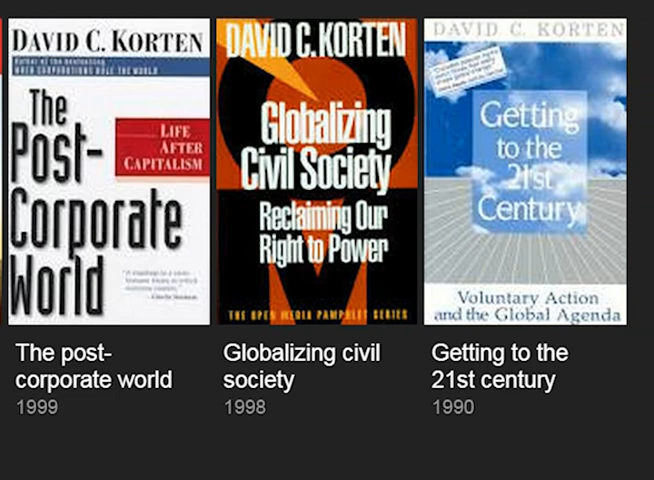 DAVID C. KORTEN
Author of the Bestselling
WHEN CORPORATIONS RULE THE WORLD
The
Post-
Corporate
World
LIFE
AFTER
CAPITALISM
DAVID C. KORTEN
Globalizing
Civil Society
Reclaiming Our
Right to Power
THE OPEN MEDIA PAMPHLET SERIES
DAVID C. KORTEN
Getting
to the
21st
Century
Voluntary Action
and the Global Agenda
The post-
corporate world
1999
Globalizing civil
society
1998
Getting to the
21st century
1990